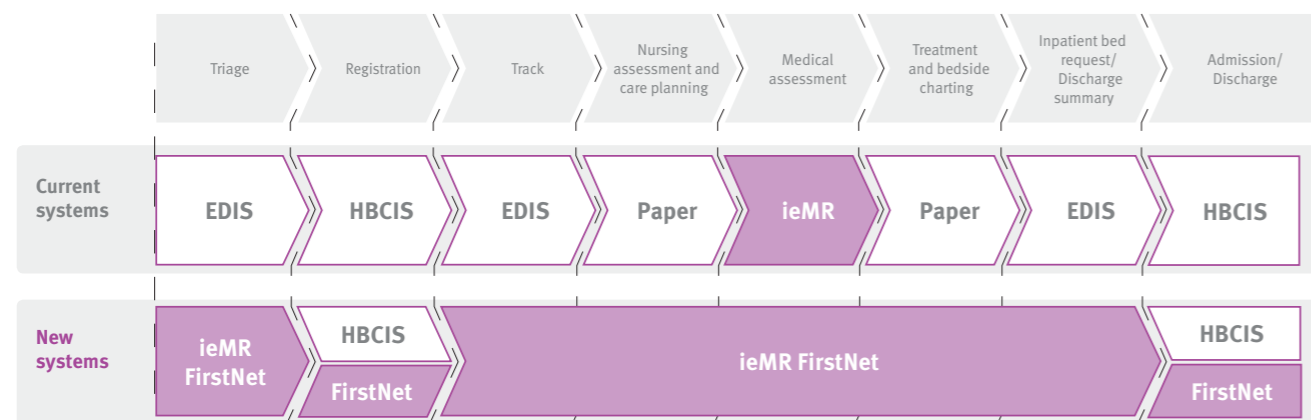 Triage
Registration
Track
Nursing
assessment and
care planning
Medical
assessment
Treatment
and bedside
charting
Inpatient bed
request/
Discharge
summary
Admission/
Discharge
Current
systems
EDIS
HBCIS
EDIS
Paper
ieMR
Paper
EDIS
HBCIS
New
systems
ieMR
FirstNet
HBCIS
FirstNet
ieMR FirstNet
HBCIS
FirstNet